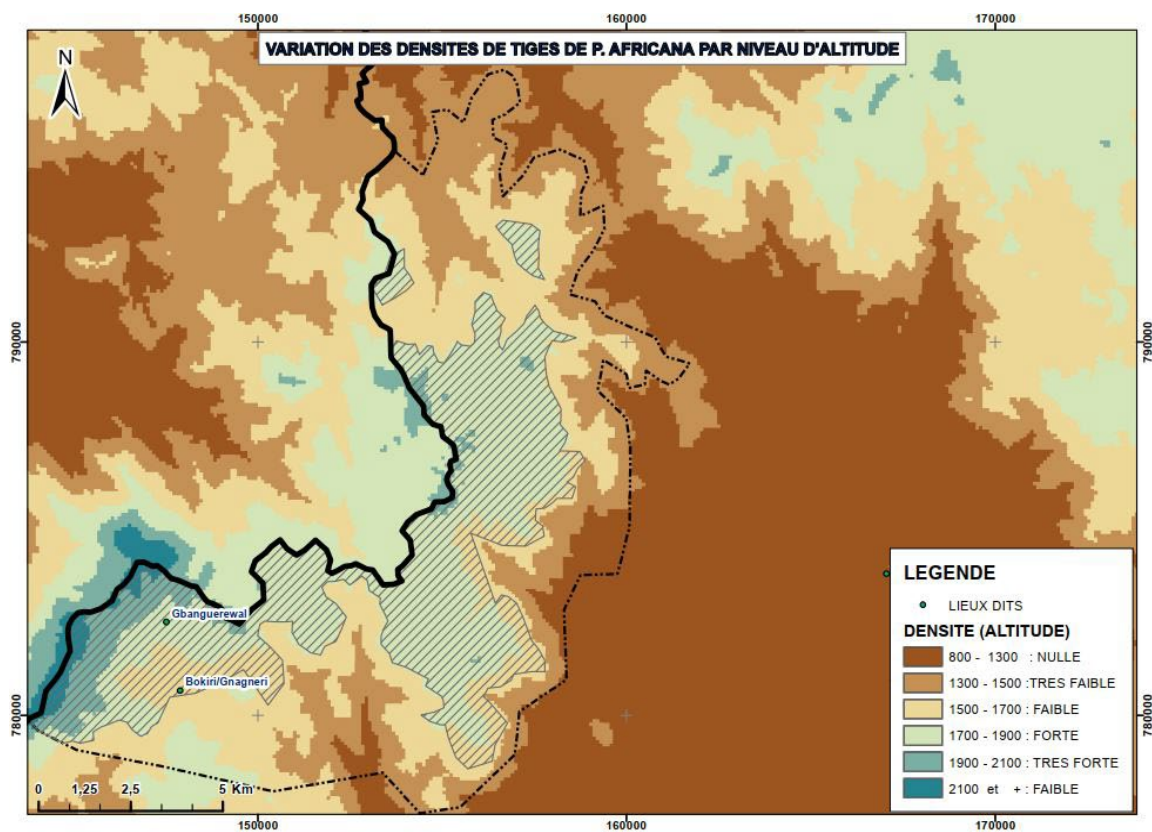 150000
160000
170000
VARIATION DES DENSITES DE TIGES DE P. AFRICANA PAR NIVEAU D'ALTITUDE
N
790000
790000
Gbanguerewal
Bokiri/Gnagneri
780000
780000
LEGENDE
LIEUX DITS
DENSITE (ALTITUDE)
800 - 1300 : NULLE
1300 - 1500 :TRES FAIBLE
1500 - 1700 : FAIBLE
1700 - 1900 : FORTE
1900 - 2100 : TRES FORTE
2100 et + : FAIBLE
0 1,25 2,5 5 Km
150000
160000
170000